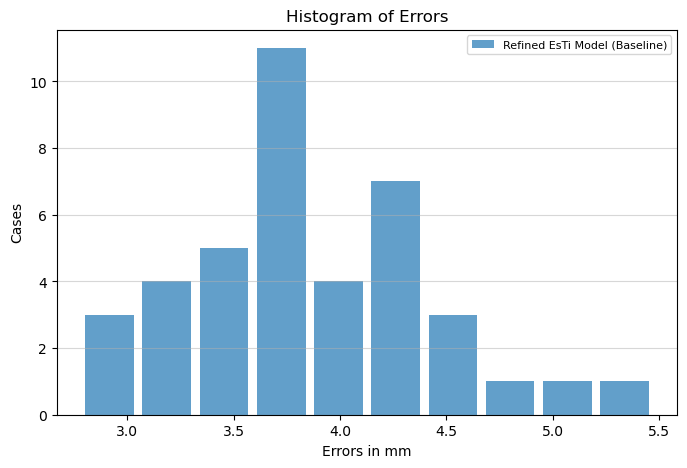 Histogram of Errors
Refined EsTi Model (Baseline)
Cases
10
8
6
4
2
0
3.0 3.5 4.0 4.5 5.0 5.5
Errors in mm